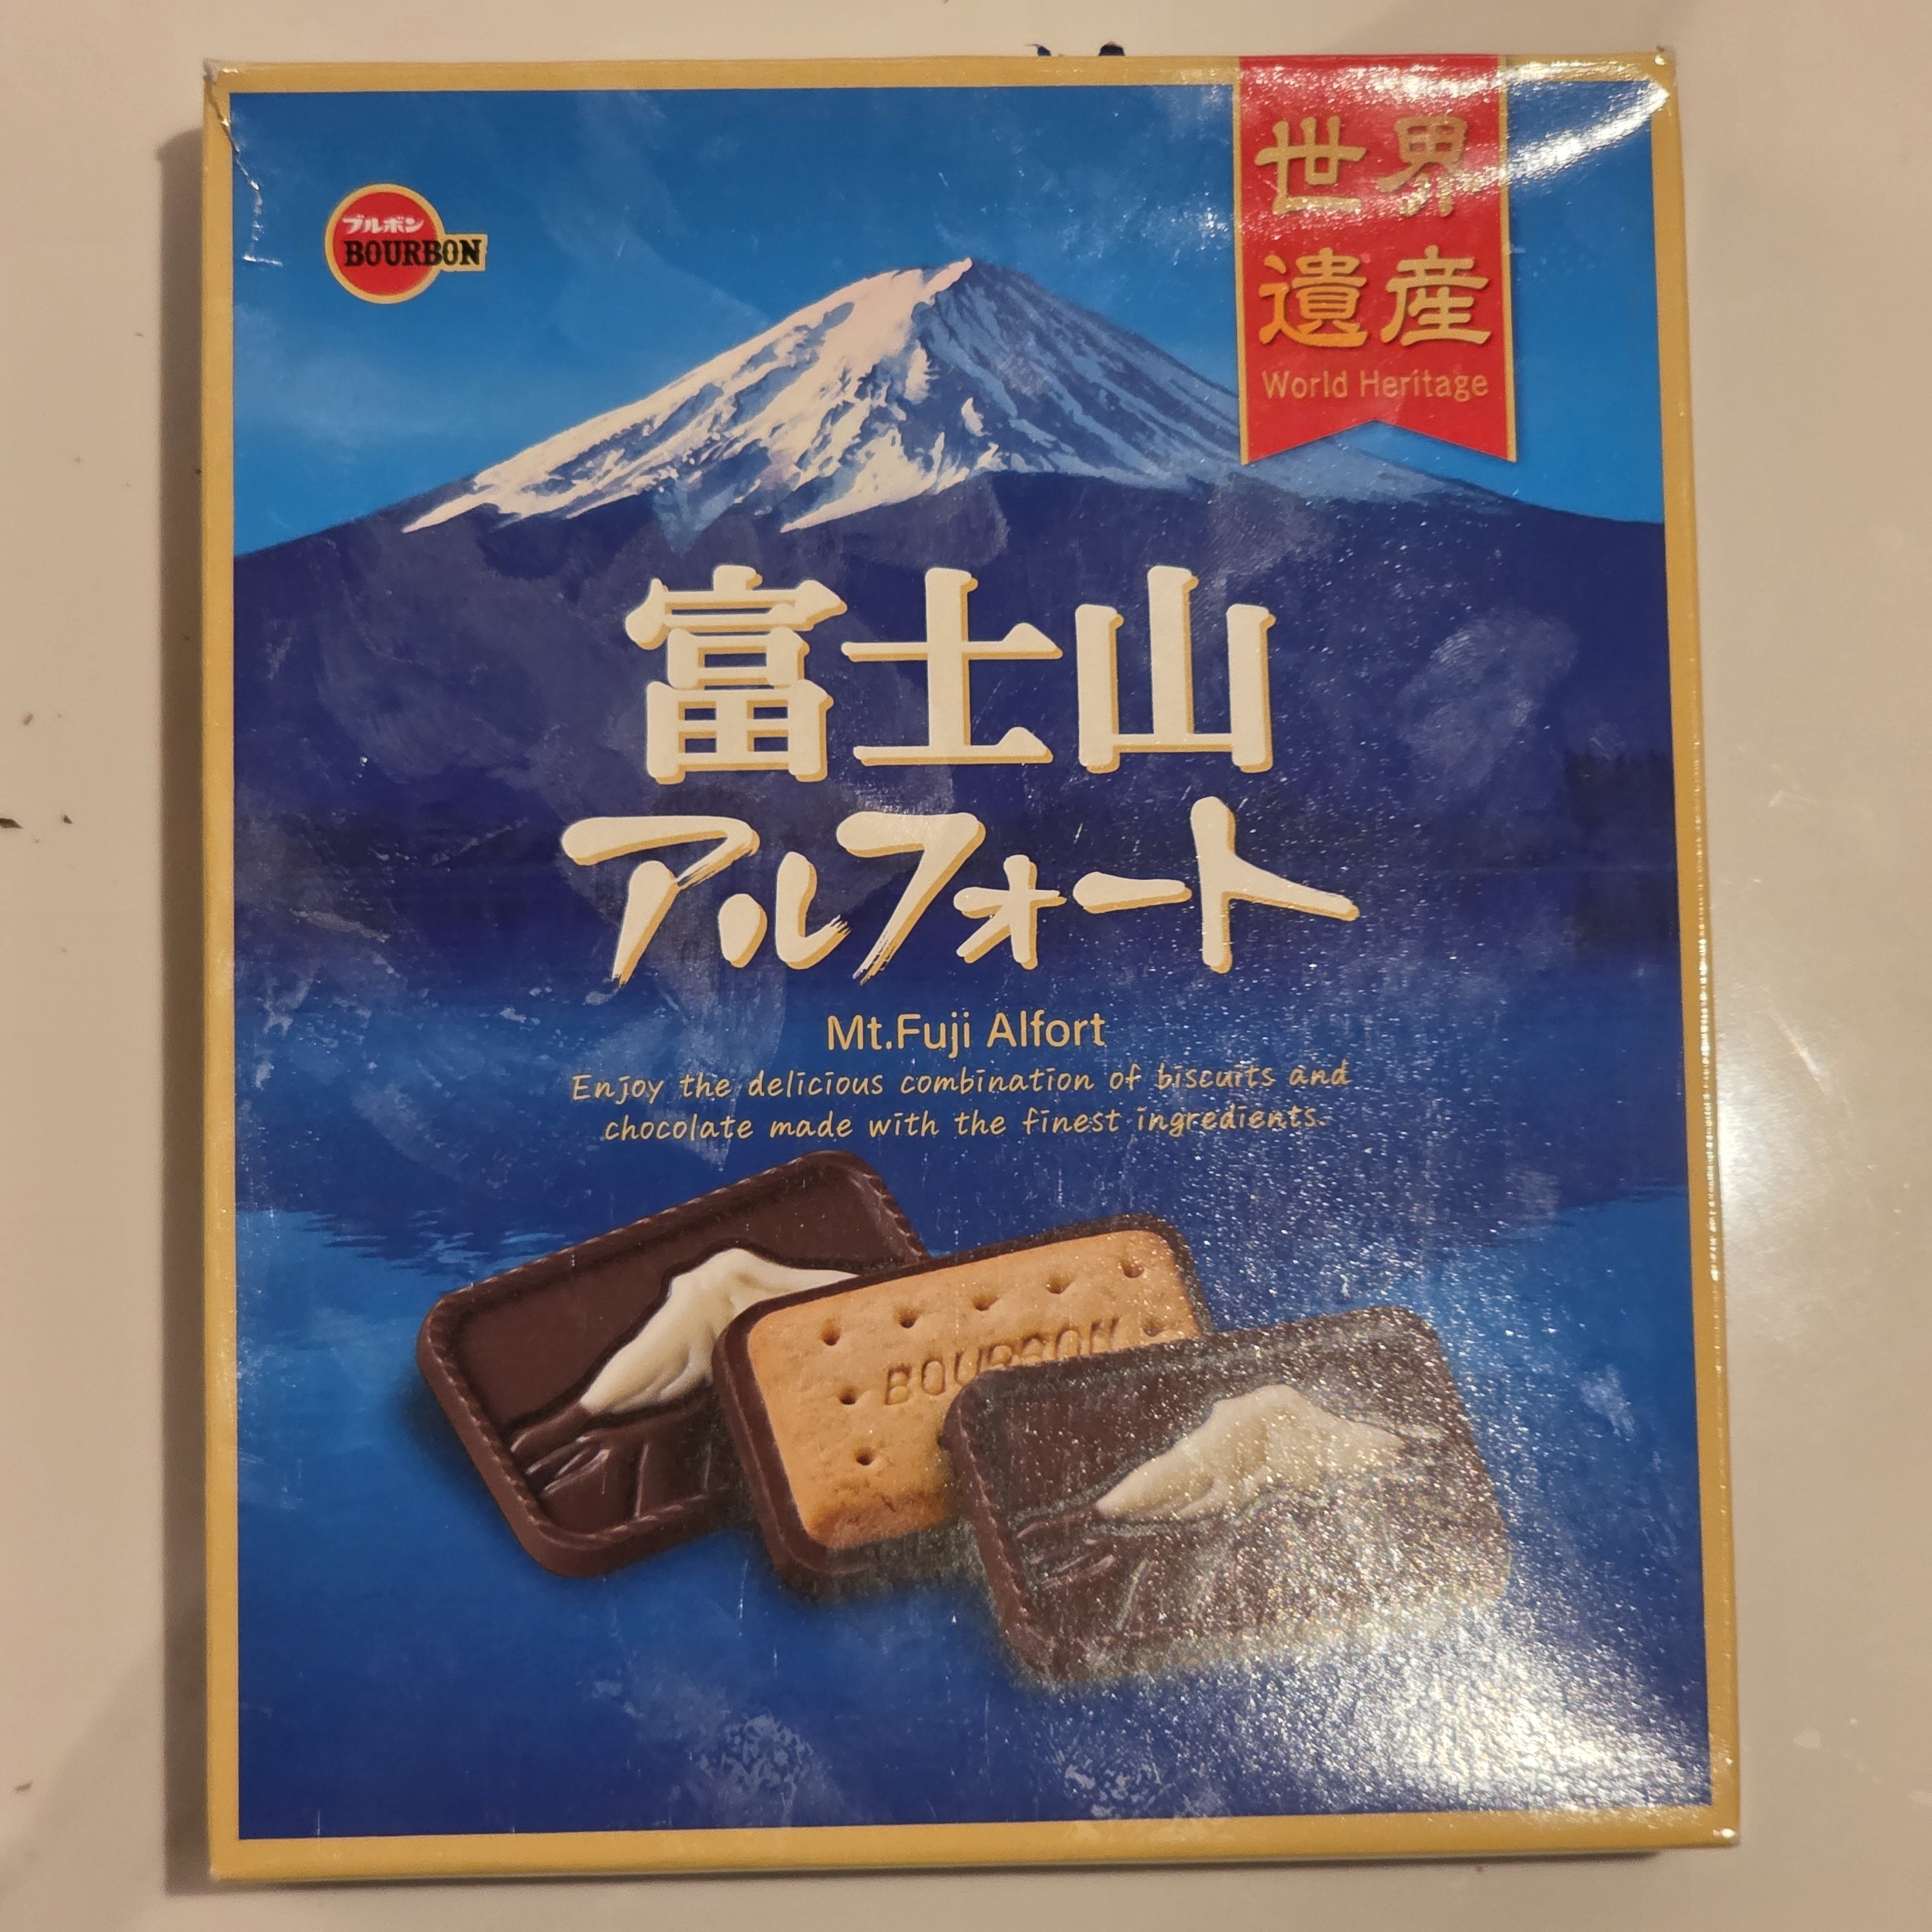 ブルボン
BOURBON
世界
遺産
World Heritage
富士山
アルフォート
Mt.Fuji Alfort
Enjoy the delicious combination of biscuits and
chocolate made with the finest ingredients.
BOURBON